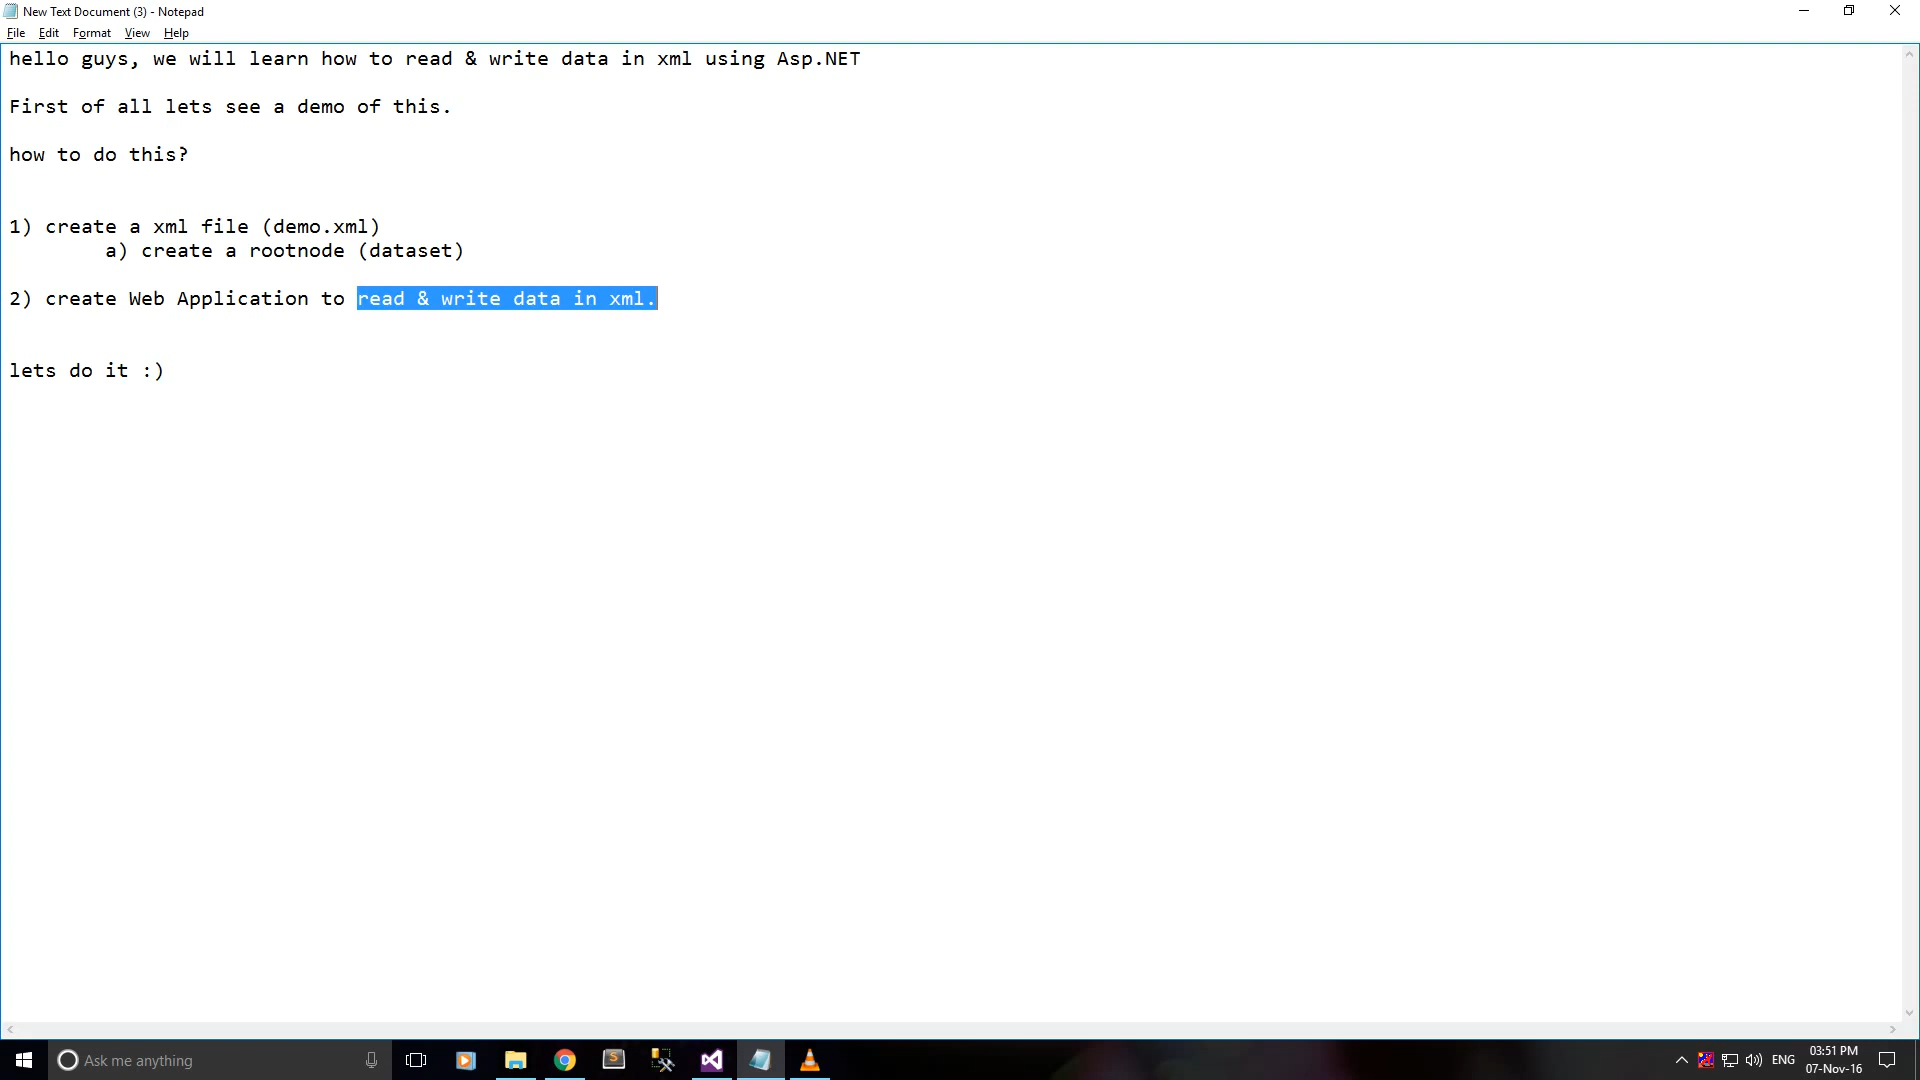 New Text Document (3) - Notepad
File Edit Format View Help
hello guys, we will learn how to read & write data in xml using Asp.NET
First of all lets see a demo of this.
how to do this?
1) create a xml file (demo.xml)
a) create a rootnode (dataset)
2) create Web Application to read & write data in xml.
lets do it :)
Ask me anything
ENG
03:51 PM
07-Nov-16